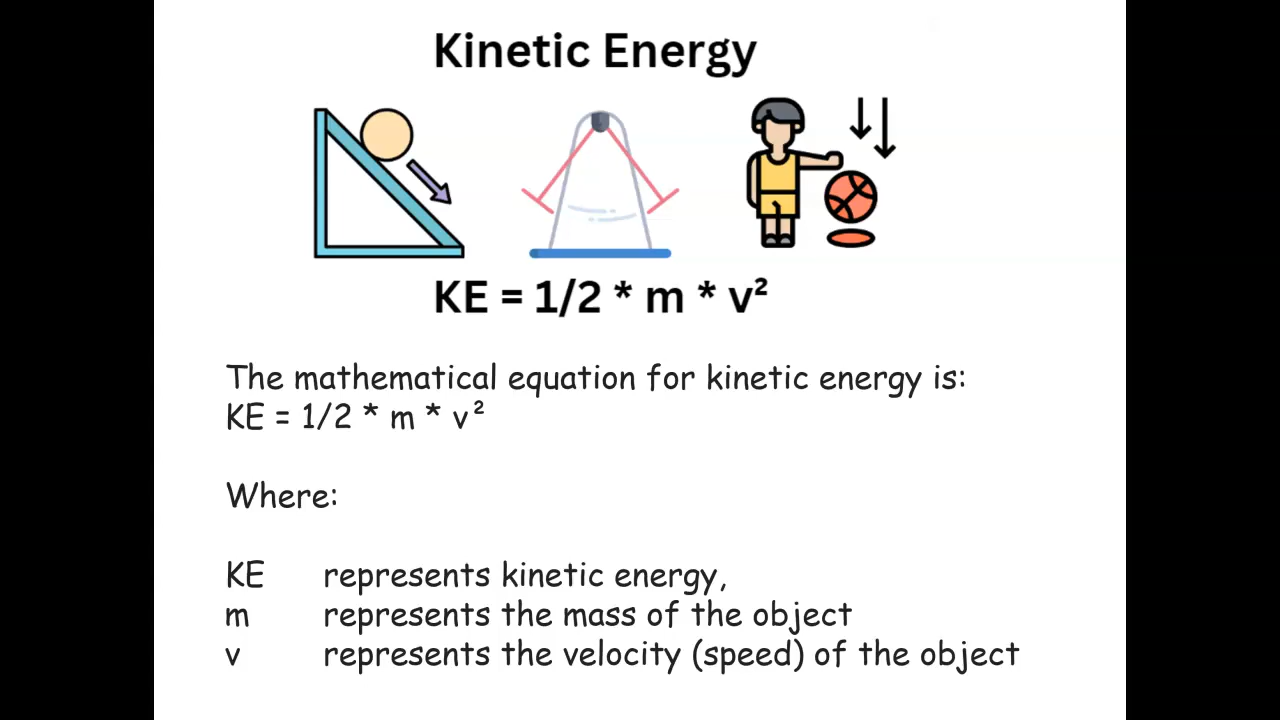 Kinetic Energy
KE = 1/2 * m * v²
The mathematical equation for kinetic energy is:
KE = 1/2 * m * v²
Where:
KE represents kinetic energy,
m represents the mass of the object
v represents the velocity (speed) of the object